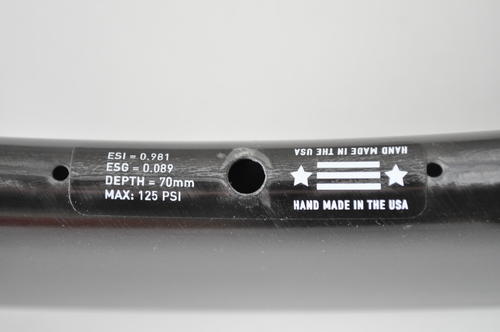 ESI = 0.981
ESG = 0.089
DEPTH = 70mm
MAX: 125 PSI
HAND MADE IN THE USA
HAND MADE IN THE USA